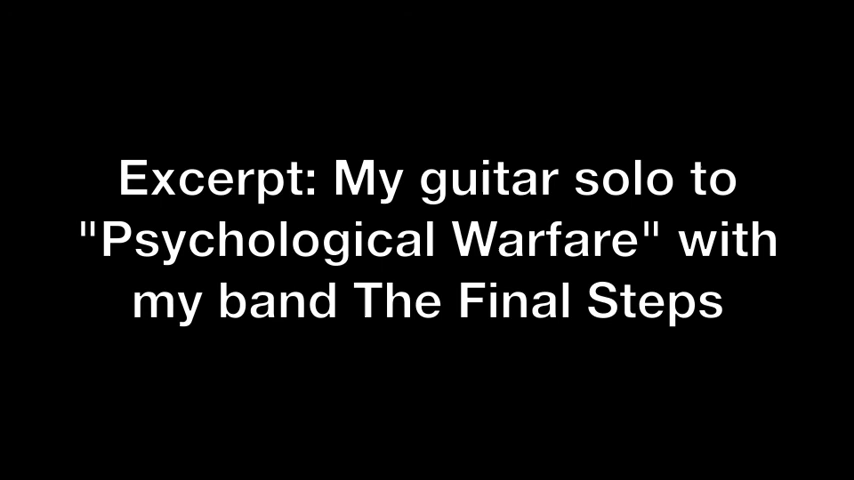 Excerpt: My guitar solo to
"Psychological Warfare" with
my band The Final Steps